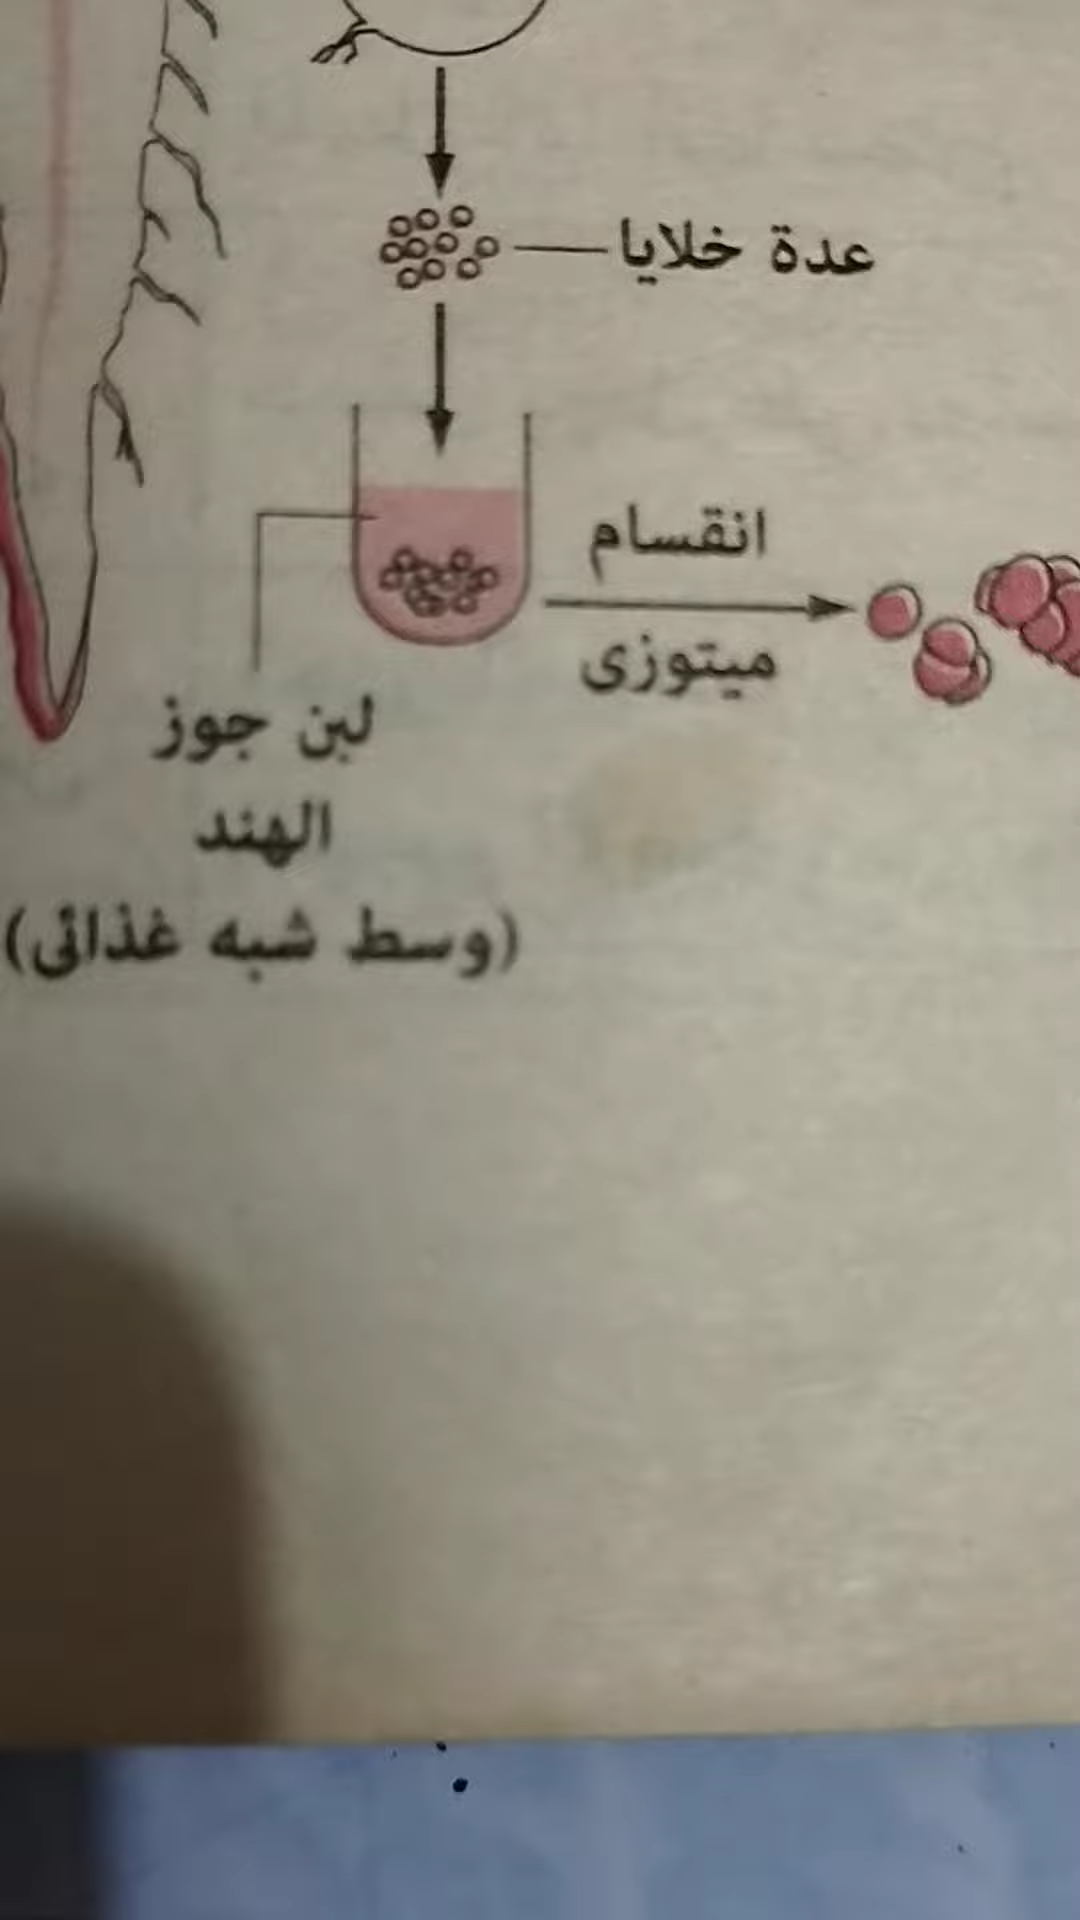 عدة خلايا
انقسام
ميتوزى
لبن جوز
الهند
(وسط شبه غذائى)